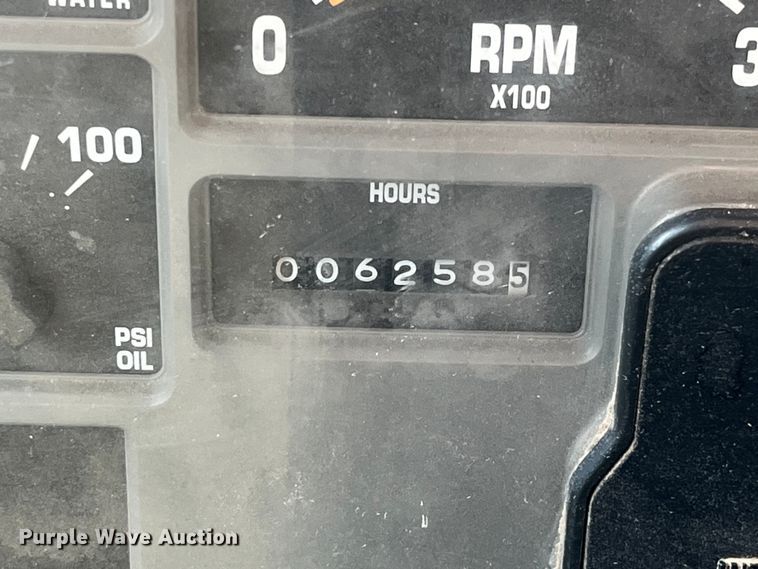 WATER
0 RPM 3
X100
100
HOURS
0062585
PSI
OIL
Purple Wave Auction®